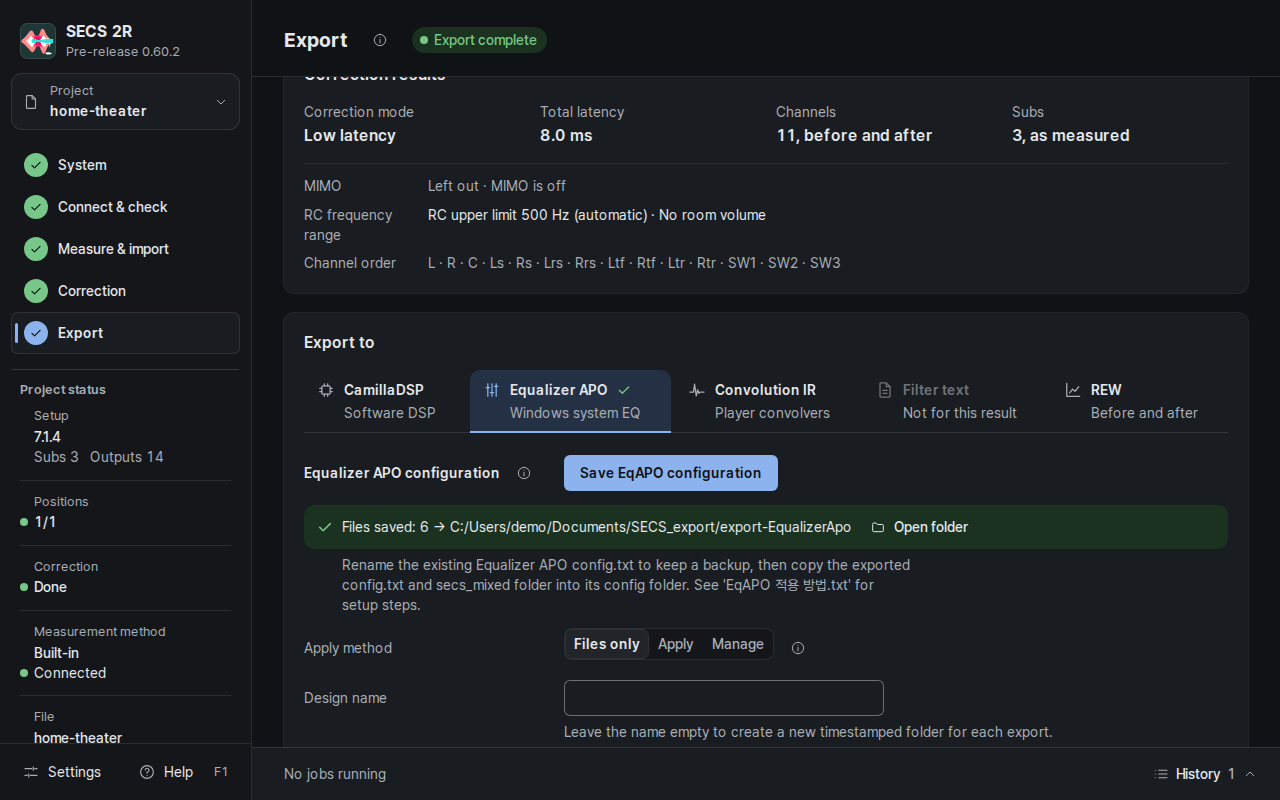 SECS 2R
Pre-release 0.60.2
Project
home-theater
System
Connect & check
Measure & import
Correction
Export
Project status
Setup
7.1.4
Subs 3 Outputs 14
Positions
1/1
Correction
Done
Measurement method
Built-in
Connected
File
home-theater
Settings
Help F1
Export
Export complete
Correction results
Correction mode
Low latency
Total latency
8.0 ms
Channels
11, before and after
Subs
3, as measured
MIMO
Left out · MIMO is off
RC frequency
range
RC upper limit 500 Hz (automatic) · No room volume
Channel order
L · R · C · Ls · Rs · Lrs · Rrs · Ltf · Rtf · Ltr · Rtr · SW1 · SW2 · SW3
Export to
CamillaDSP
Software DSP
Equalizer APO
Windows system EQ
Convolution IR
Player convolvers
Filter text
Not for this result
REW
Before and after
Equalizer APO configuration
Save EqAPO configuration
Files saved: 6 → C:/Users/demo/Documents/SECS_export/export-EqualizerApo
Open folder
Rename the existing Equalizer APO config.txt to keep a backup, then copy the exported
config.txt and secs_mixed folder into its config folder. See 'EqAPO 적용 방법.txt' for
setup steps.
Apply method
Files only Apply Manage
Design name
Leave the name empty to create a new timestamped folder for each export.
No jobs running
History 1